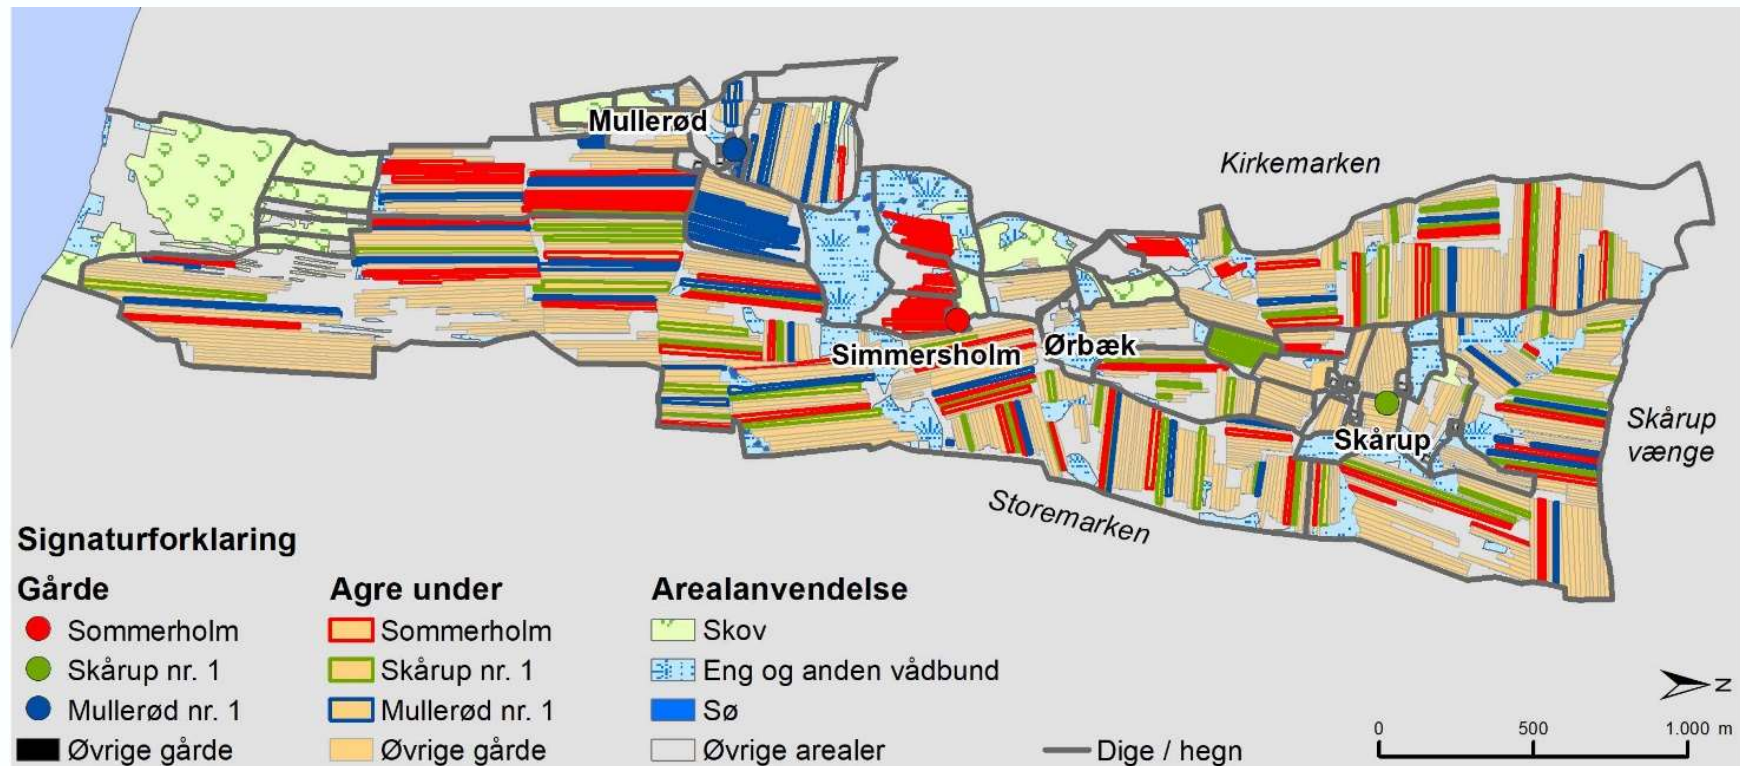 Mullerød
Kirkemarken
Simmersholm
Ørbæk
Skårup
Skårup
vænge
Storemarken
Signaturforklaring
Gårde
Sommerholm
Skårup nr. 1
Mullerød nr. 1
Øvrige gårde
Agre under
Sommerholm
Skårup nr. 1
Mullerød nr. 1
Øvrige gårde
Arealanvendelse
Skov
Eng og anden vådbund
Sø
Øvrige arealer
Dige / hegn
N
0 500 1.000 m